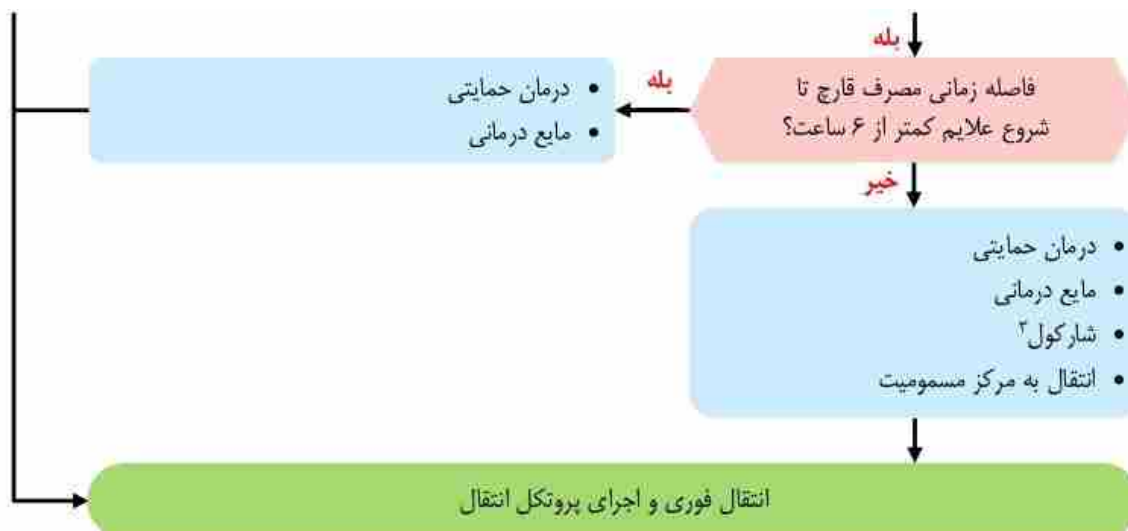 بله
فاصله زمانی مصرف قارچ تا
شروع علایم کمتر از ۶ ساعت؟
بله
• درمان حمایتی
• مایع درمانی
خیر
• درمان حمایتی
• مایع درمانی
• شارکول۳
• انتقال به مرکز مسمومیت
انتقال فوری و اجرای پروتکل انتقال